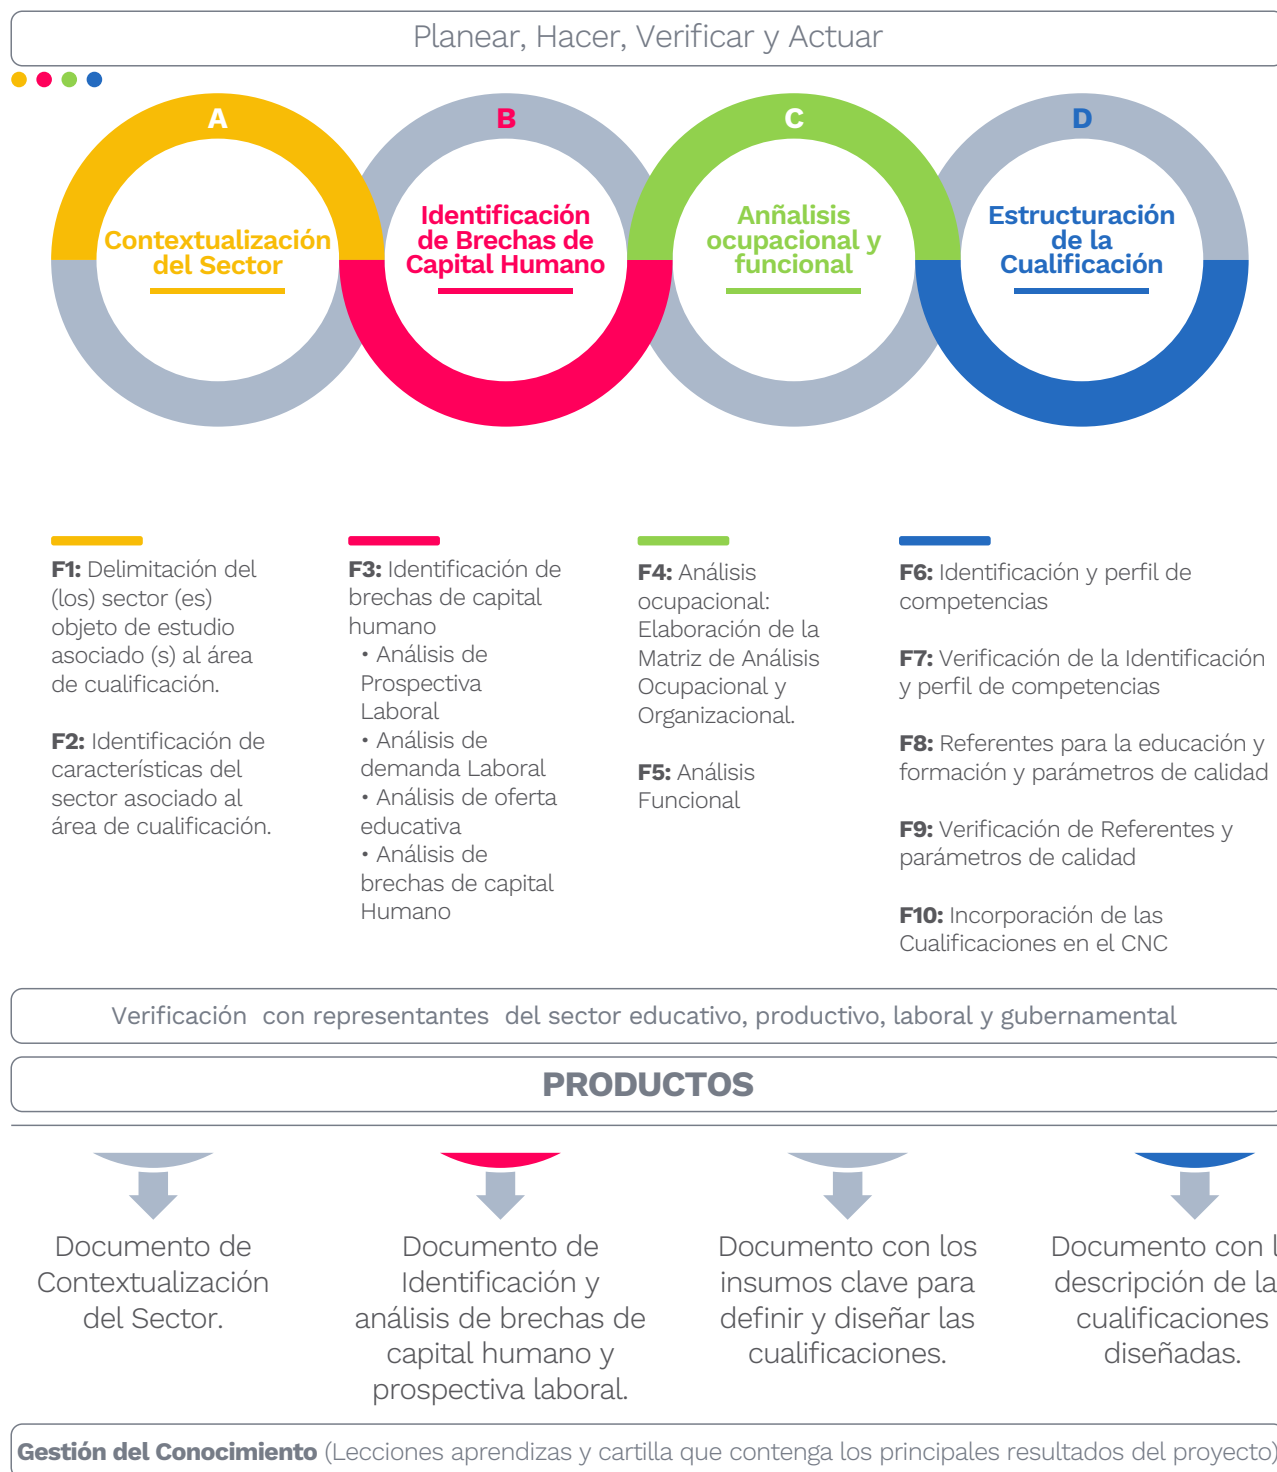 Planear, Hacer, Verificar y Actuar
A
Contextualización
del Sector
B
Identificación
de Brechas de
Capital Humano
C
Anñalisis
ocupacional y
funcional
D
Estructuración
de la
Cualificación
F1: Delimitación del
(los) sector (es)
objeto de estudio
asociado (s) al área
de cualificación.
F2: Identificación de
características del
sector asociado al
área de cualificación.
F3: Identificación de
brechas de capital
humano
• Análisis de
Prospectiva
Laboral
• Análisis de
demanda Laboral
• Análisis de oferta
educativa
• Análisis de
brechas de capital
Humano
F4: Análisis
ocupacional:
Elaboración de la
Matriz de Análisis
Ocupacional y
Organizacional.
F5: Análisis
Funcional
F6: Identificación y perfil de
competencias
F7: Verificación de la Identificación
y perfil de competencias
F8: Referentes para la educación y
formación y parámetros de calidad
F9: Verificación de Referentes y
parámetros de calidad
F10: Incorporación de las
Cualificaciones en el CNC
Verificación con representantes del sector educativo, productivo, laboral y gubernamental
PRODUCTOS
Documento de
Contextualización
del Sector.
Documento de
Identificación y
análisis de brechas de
capital humano y
prospectiva laboral.
Documento con los
insumos clave para
definir y diseñar las
cualificaciones.
Documento con
descripción de la
cualificaciones
diseñadas.
Gestión del Conocimiento (Lecciones aprendizas y cartilla que contenga los principales resultados del proyecto)